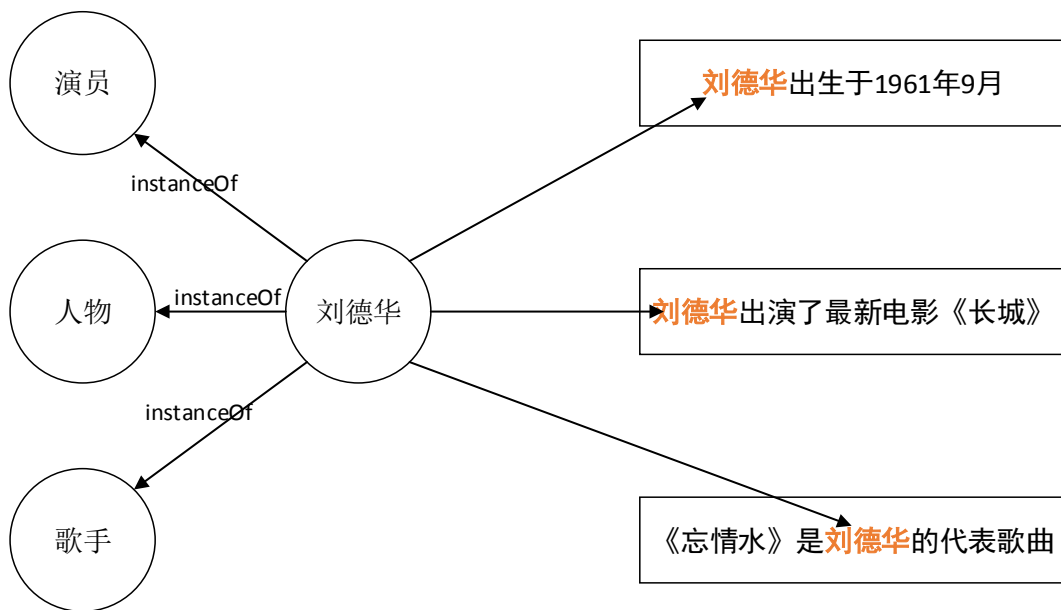 演员
刘德华出生于1961年9月
instanceOf
人物
instanceOf
刘德华
刘德华出演了最新电影《长城》
instanceOf
歌手
《忘情水》是刘德华的代表歌曲